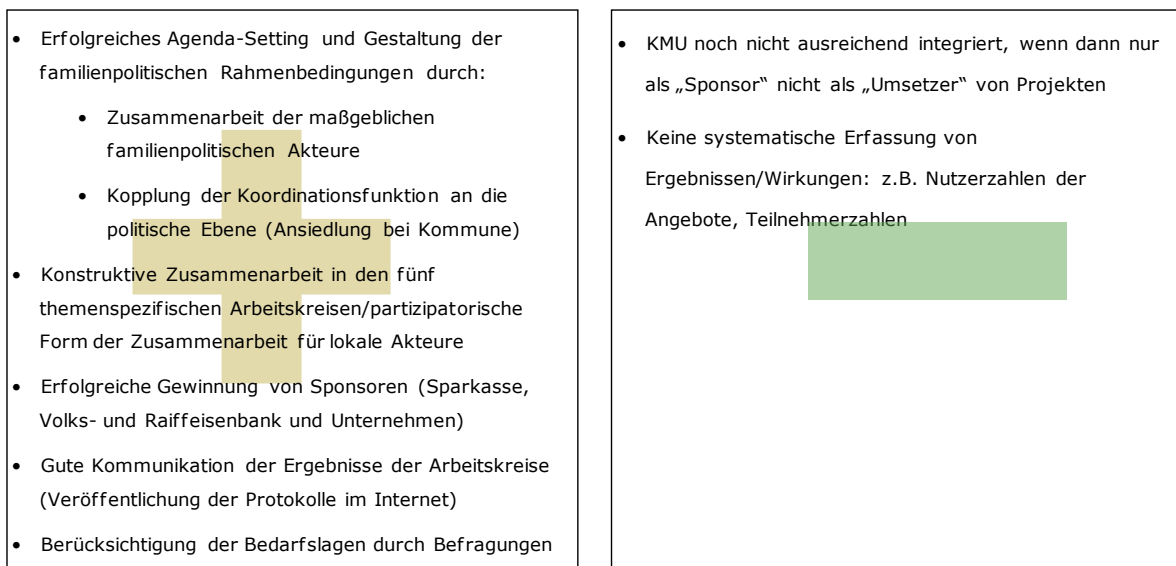 • Erfolgreiches Agenda-Setting und Gestaltung der
familienpolitischen Rahmenbedingungen durch:
• Zusammenarbeit der maßgeblichen
familienpolitischen Akteure
• Kopplung der Koordinationsfunktion an die
politische Ebene (Ansiedlung bei Kommune)
• Konstruktive Zusammenarbeit in den fünf
themenspezifischen Arbeitskreisen/partizipatorische
Form der Zusammenarbeit für lokale Akteure
• Erfolgreiche Gewinnung von Sponsoren (Sparkasse,
Volks- und Raiffeisenbank und Unternehmen)
• Gute Kommunikation der Ergebnisse der Arbeitskreise
(Veröffentlichung der Protokolle im Internet)
• Berücksichtigung der Bedarfslagen durch Befragungen
• KMU noch nicht ausreichend integriert, wenn dann nur
als „Sponsor“ nicht als „Umsetzer“ von Projekten
• Keine systematische Erfassung von
Ergebnissen/Wirkungen: z.B. Nutzerzahlen der
Angebote, Teilnehmerzahlen